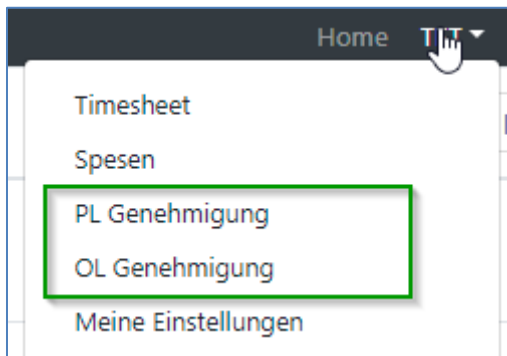 Home
Timesheet
Spesen
PL Genehmigung
OL Genehmigung
Meine Einstellungen